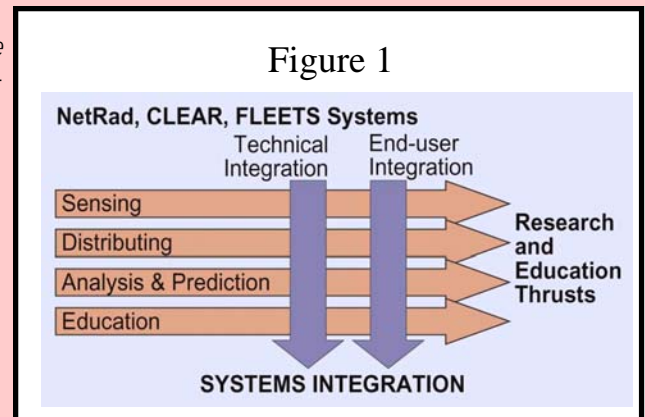 Figure 1
NetRad, CLEAR, FLEETS Systems
Technical
Integration
End-user
Integration
Sensing
Distributing
Analysis & Prediction
Education
Research
and
Education
Thrusts
SYSTEMS INTEGRATION